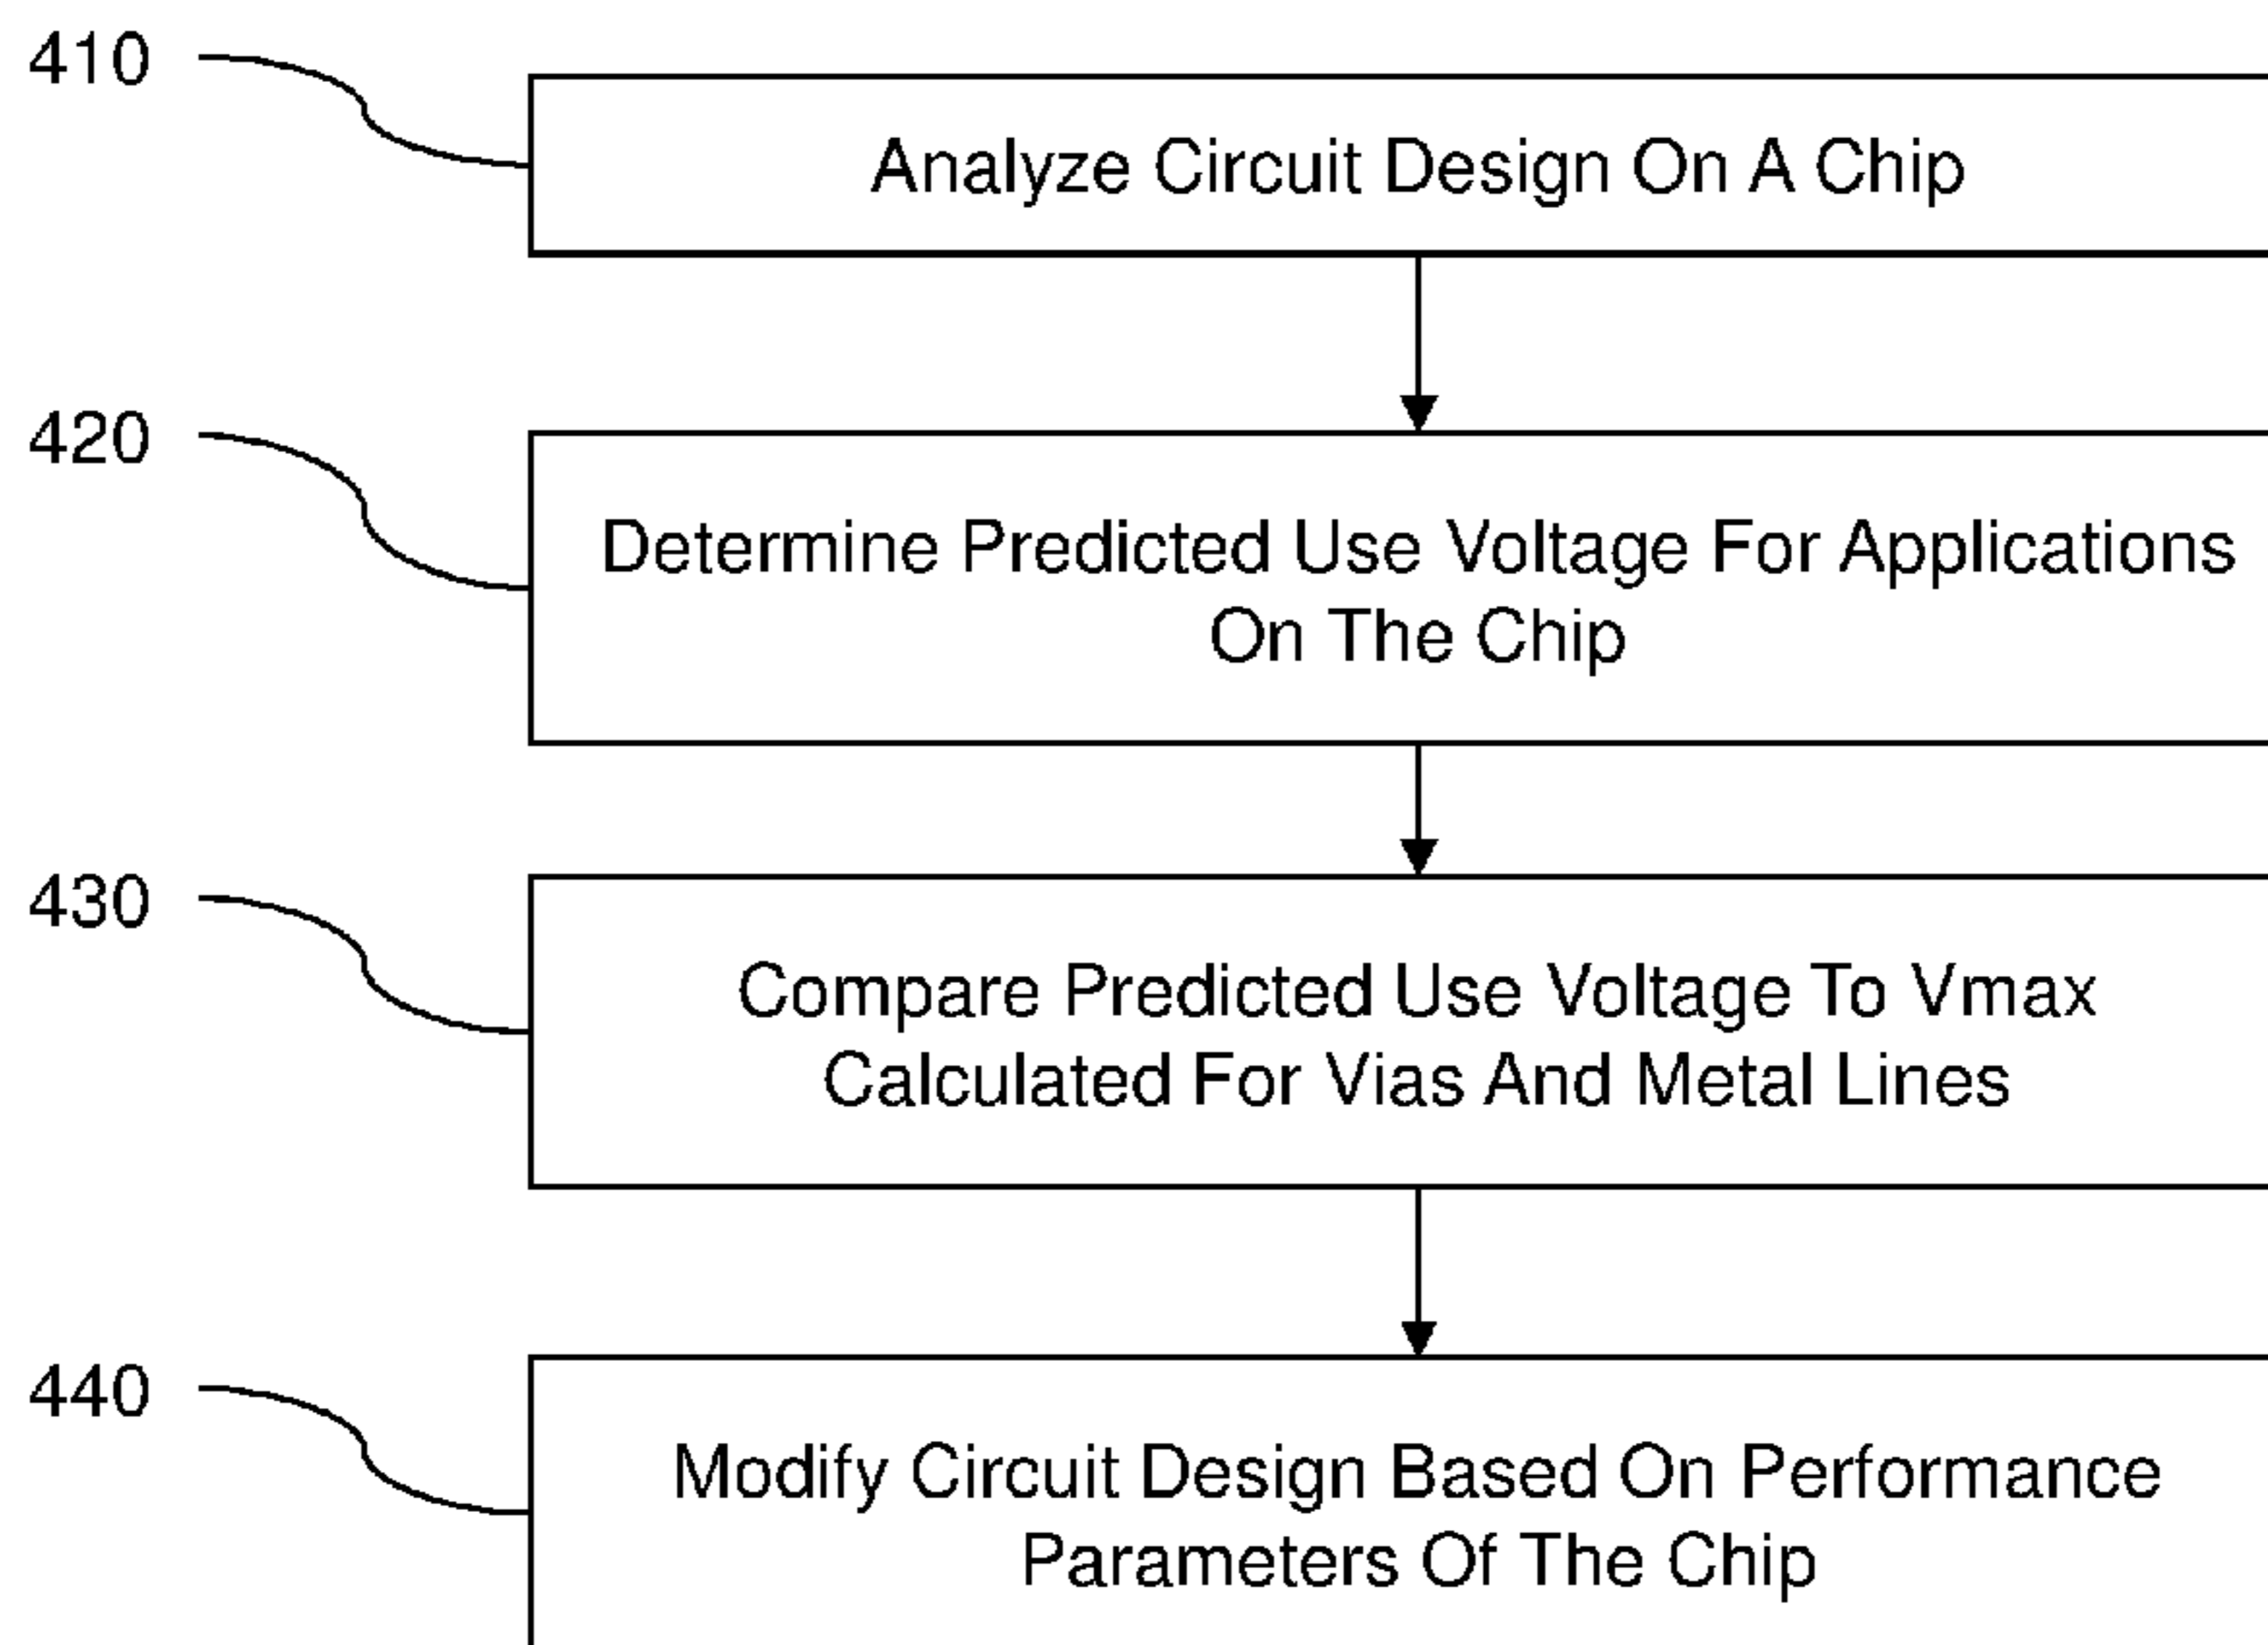 410
Analyze Circuit Design On A Chip
420
Determine Predicted Use Voltage For Applications
On The Chip
430
Compare Predicted Use Voltage To Vmax
Calculated For Vias And Metal Lines
440
Modify Circuit Design Based On Performance
Parameters Of The Chip